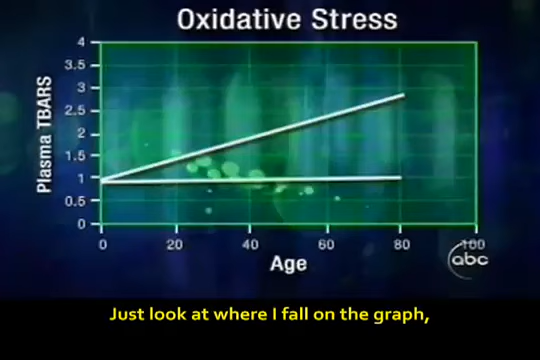 Oxidative Stress
Plasma TBARS
4
3.5
3
2.5
2
1.5
1
0.5
0
0 20 40 60 80 100
Age
abc
Just look at where I fall on the graph,